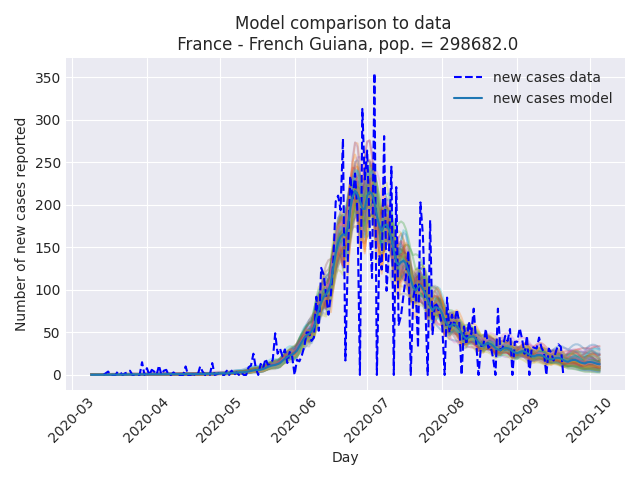 Model comparison to data
France - French Guiana, pop. = 298682.0
Number of new cases reported
350
300
250
200
150
100
50
0
new cases data
new cases model
2020-03
2020-04
2020-05
2020-06
2020-07
2020-08
2020-09
2020-10
Day